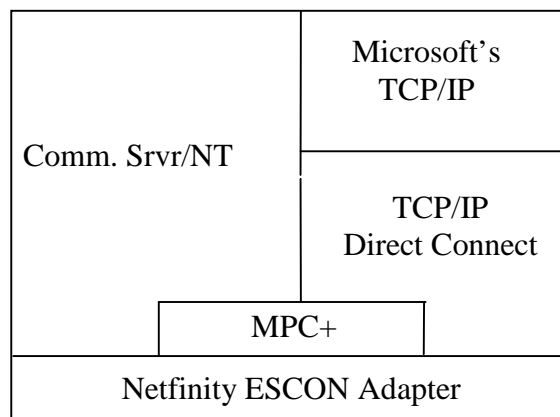 Microsoft’s
TCP/IP
Comm. Srvr/NT
TCP/IP
Direct Connect
MPC+
Netfinity ESCON Adapter